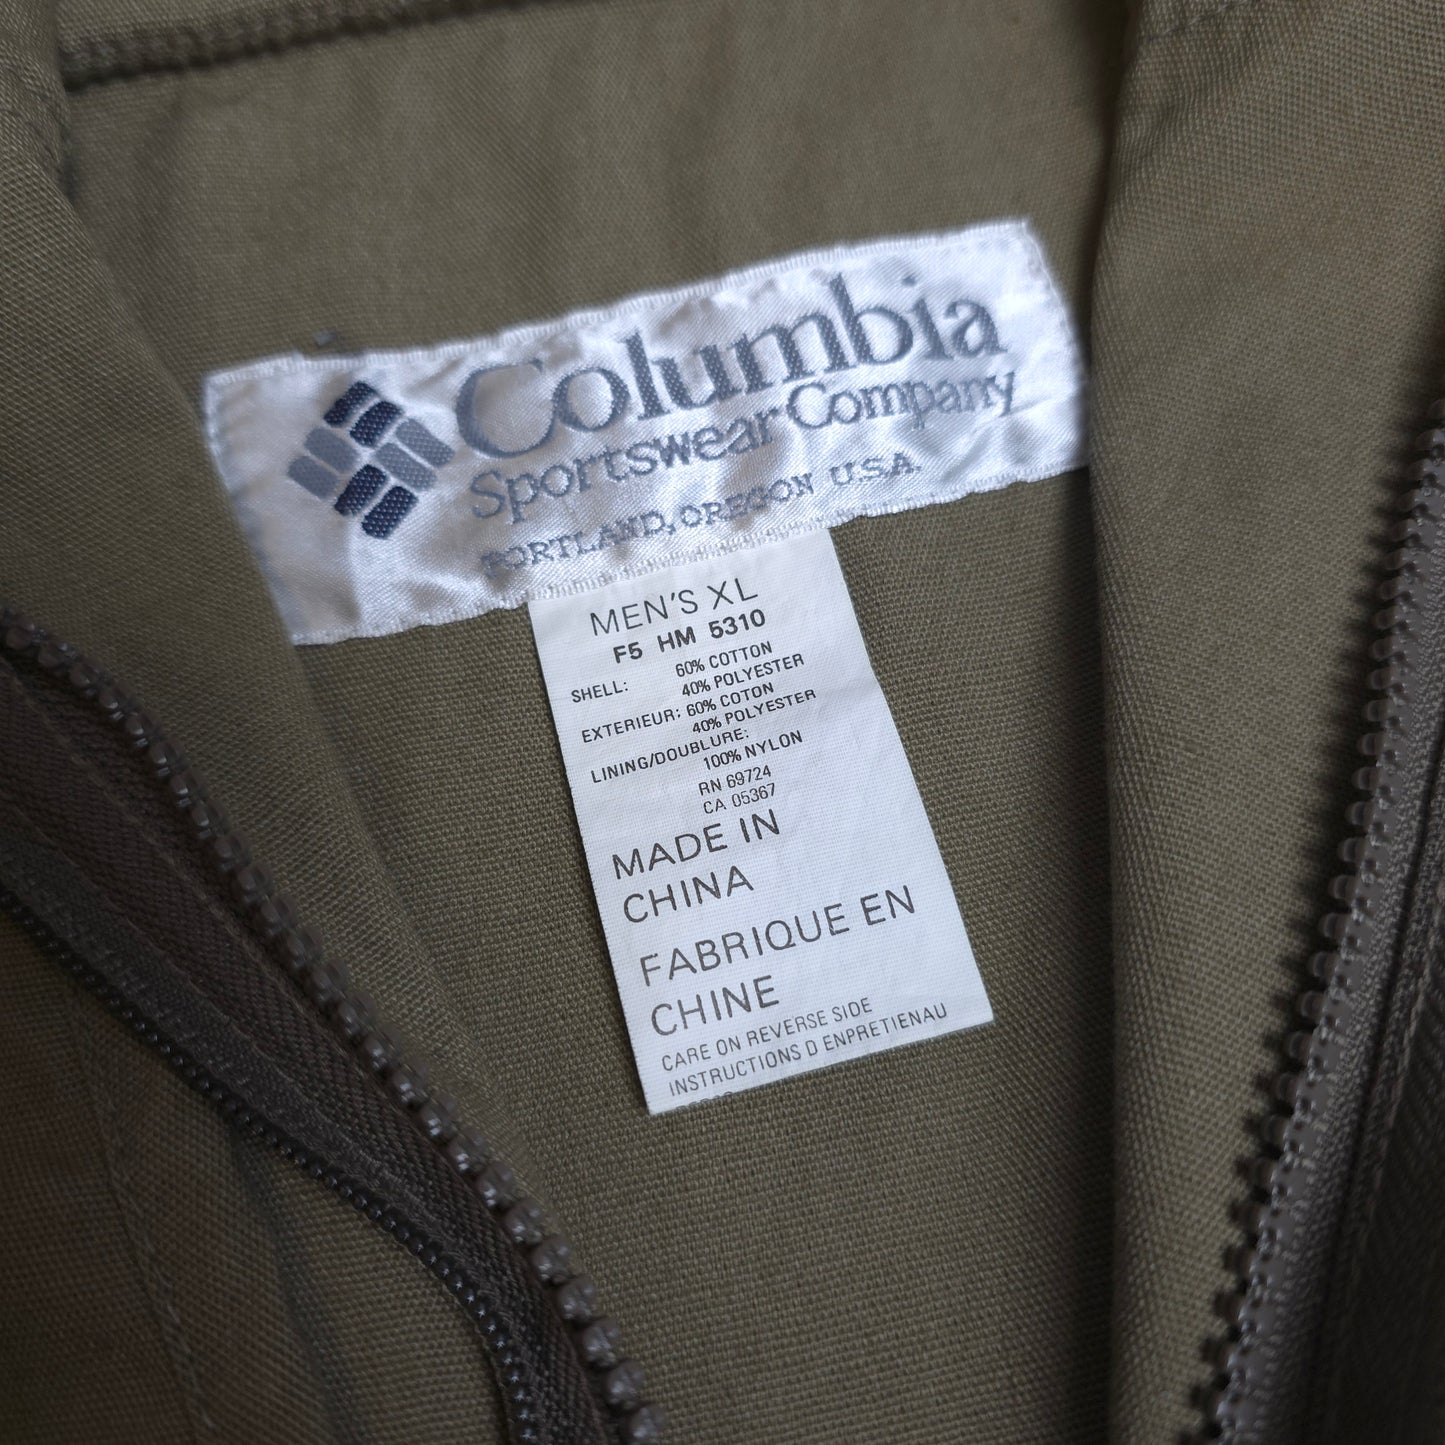 Columbia
Sportswear Company
PORTLAND, OREGON U.S.A.
MEN'S XL
F5 HM 5310
SHELL: 60% COTTON
40% POLYESTER
EXTERIEUR: 60% COTON
40% POLYESTER
LINING/DOUBLURE:
100% NYLON
RN 69724
CA 05367
MADE IN
CHINA
FABRIQUE EN
CHINE
CARE ON REVERSE SIDE
INSTRUCTIONS D ENPRETIENAU